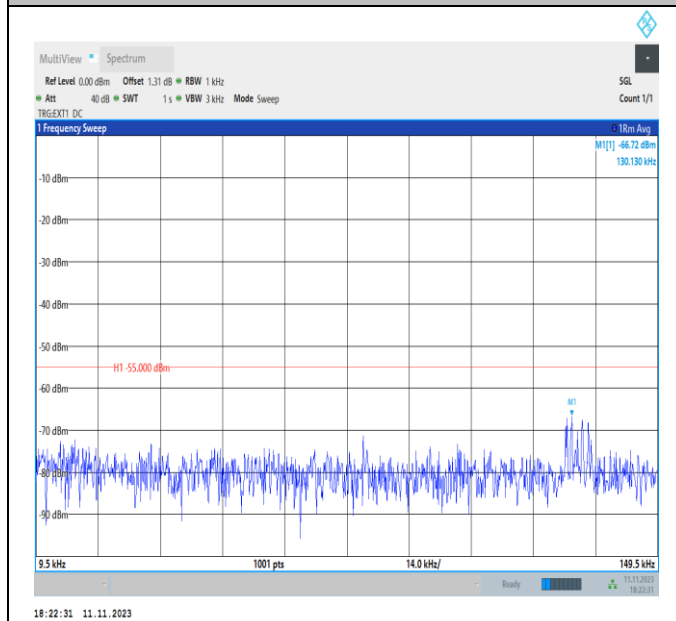 MultiView Spectrum
Ref Level 0.00 dBm Offset 1.31 dB RBW 1 kHz SGL
Att 40 dB SWT 1 s VBW 3 kHz Mode Sweep Count 1/1
TRG:EXT1 DC
1 Frequency Sweep 1Rm Avg
M1[1] -66.72 dBm
130.130 kHz
-10 dBm
-20 dBm
-30 dBm
-40 dBm
-50 dBm
H1 -55.000 dBm
-60 dBm
M1
-70 dBm
-80 dBm
-90 dBm
9.5 kHz 1001 pts 14.0 kHz/ 149.5 kHz
Ready 11.11.2023
18:22:31
18:22:31 11.11.2023